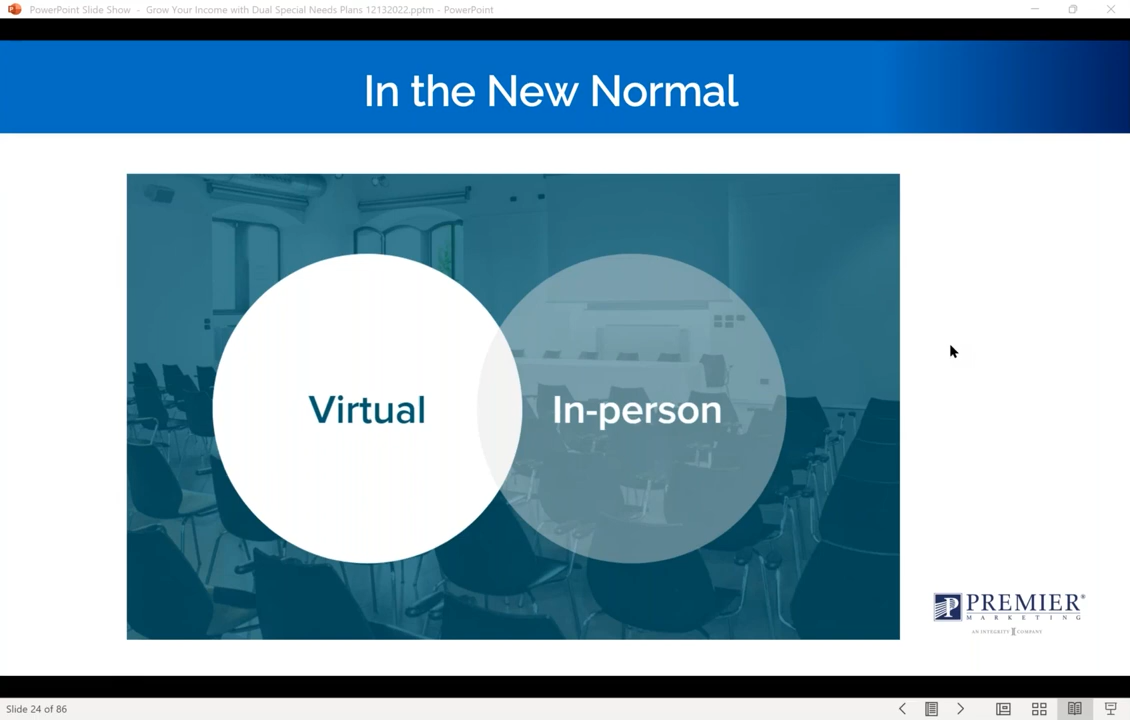 PowerPoint Slide Show - Grow Your Income with Dual Special Needs Plans 12132022.pptm - PowerPoint
In the New Normal
Virtual
In-person
PREMIER®
MARKETING
AN INTEGRITY COMPANY
Slide 24 of 86